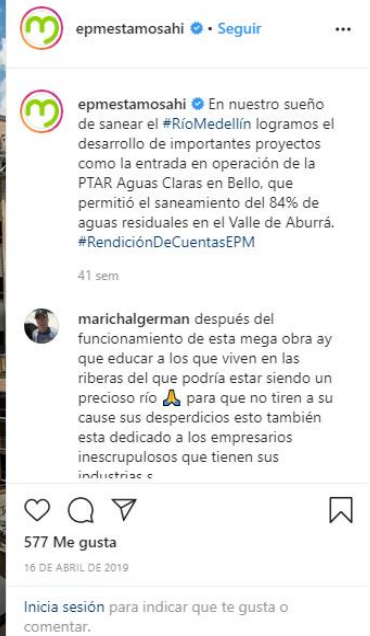 epmestamosahi • Seguir
epmestamosahi En nuestro sueño
de sanear el #RíoMedellín logramos el
desarrollo de importantes proyectos
como la entrada en operación de la
PTAR Aguas Claras en Bello, que
permitió el saneamiento del 84% de
aguas residuales en el Valle de Aburrá.
#RendiciónDeCuentasEPM
41 sem
marichalgerman después del
funcionamiento de esta mega obra ay
que educar a los que viven en las
riberas del que podría estar siendo un
precioso río 🙏 para que no tiren a su
cause sus desperdicios esto también
esta dedicado a los empresarios
inescrupulosos que tienen sus
industrias s
577 Me gusta
16 DE ABRIL DE 2019
Inicia sesión para indicar que te gusta o
comentar.